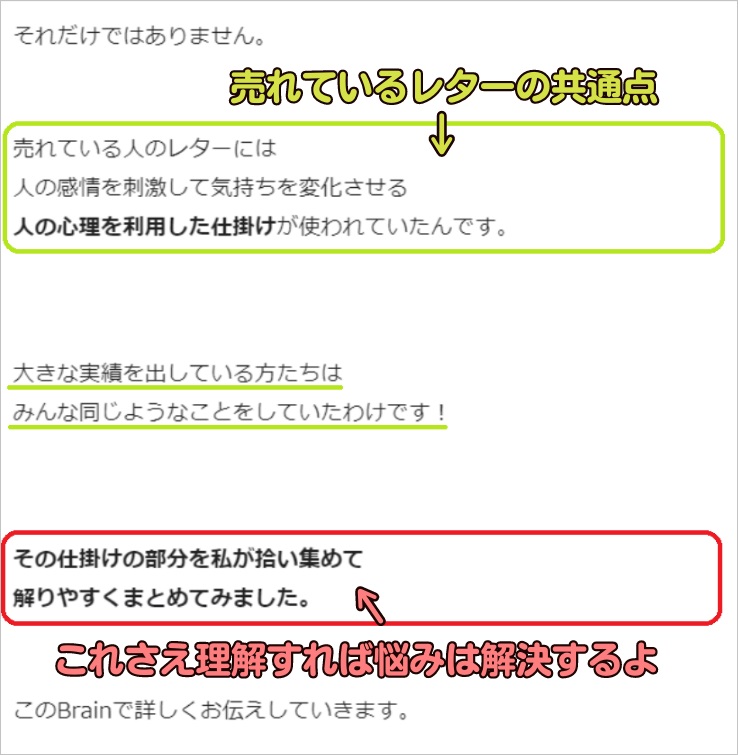 それだけではありません。
売れているレターの共通点
売れている人のレターには
人の感情を刺激して気持ちを変化させる
人の心理を利用した仕掛けが使われていたんです。
大きな実績を出している方たちは
みんな同じようなことをしていたわけです！
その仕掛けの部分を私が拾い集めて
解りやすくまとめてみました。
これさえ理解すれば悩みは解決するよ
このBrainで詳しくお伝えしていきます。